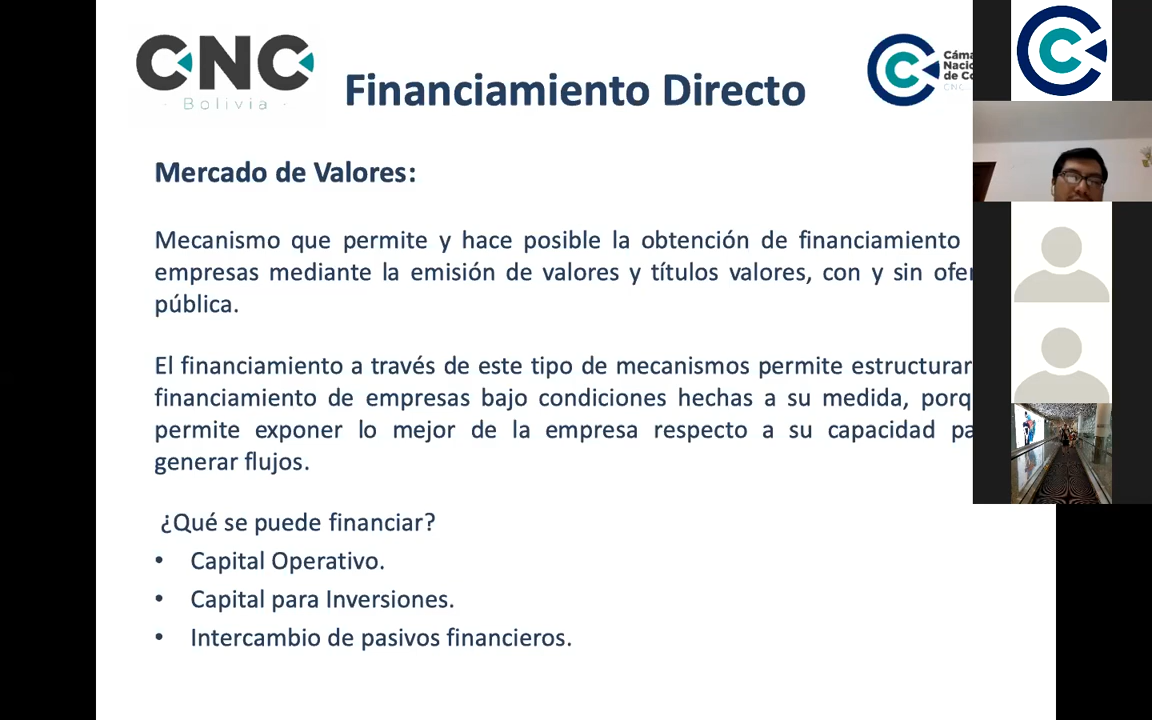 CNC
Bolivia
Financiamiento Directo
Cáma
Nacio
de Co
CNC
Mercado de Valores:
Mecanismo que permite y hace posible la obtención de financiamiento
empresas mediante la emisión de valores y títulos valores, con y sin ofer
pública.
El financiamiento a través de este tipo de mecanismos permite estructurar
financiamiento de empresas bajo condiciones hechas a su medida, porq
permite exponer lo mejor de la empresa respecto a su capacidad pa
generar flujos.
¿Qué se puede financiar?
• Capital Operativo.
• Capital para Inversiones.
• Intercambio de pasivos financieros.